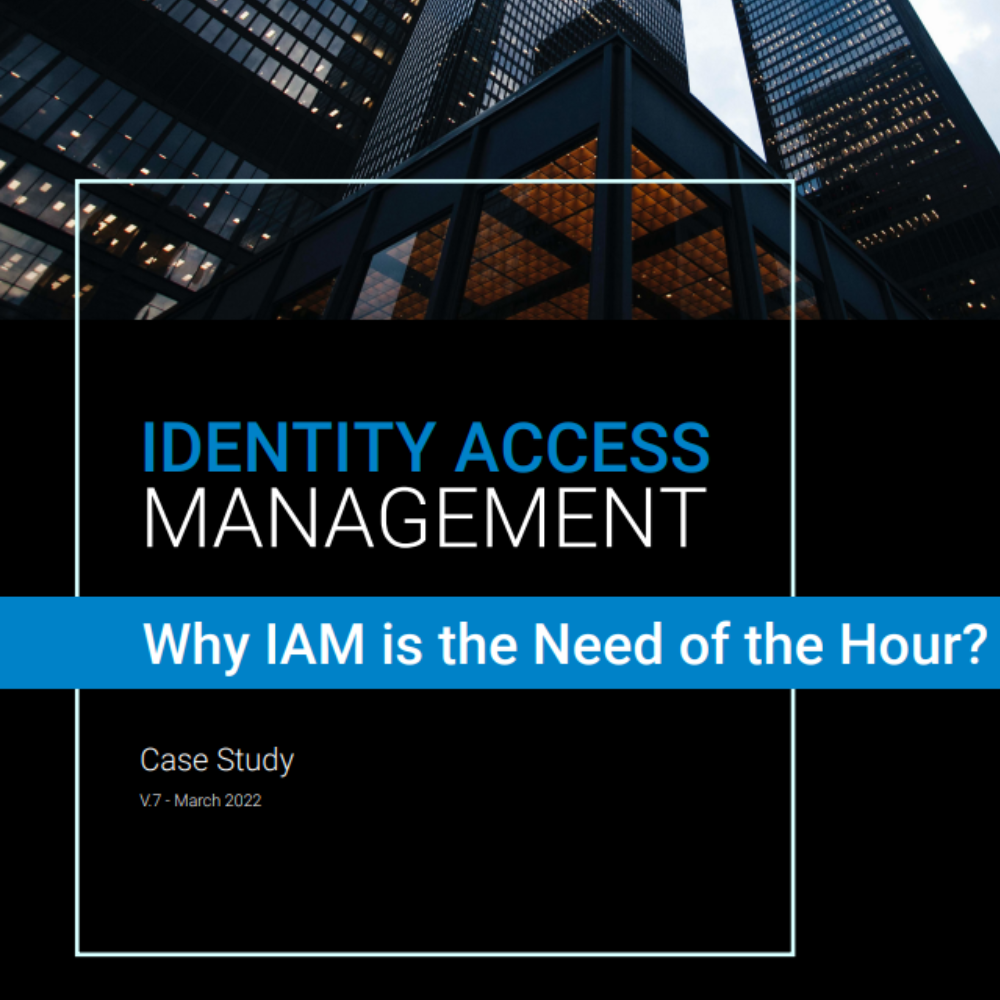 IDENTITY ACCESS
MANAGEMENT
Why IAM is the Need of the Hour?
Case Study
V.7 - March 2022